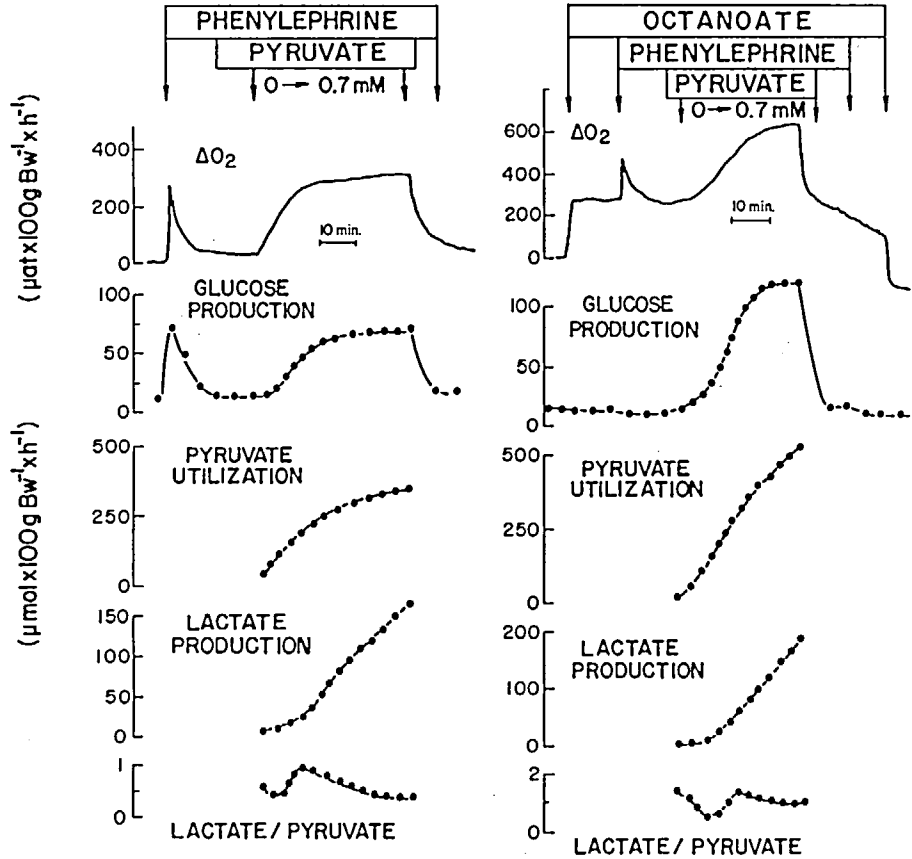 PHENYLEPHRINE
PYRUVATE
0 → 0.7 mM
(µat×100g BW⁻¹×h⁻¹)
400
200
0
ΔO₂
10 min.
GLUCOSE
PRODUCTION
100
50
0
(µmol×100g BW⁻¹×h⁻¹)
PYRUVATE
UTILIZATION
500
250
0
LACTATE
PRODUCTION
150
100
50
0
1
0.5
0
LACTATE / PYRUVATE
OCTANOATE
PHENYLEPHRINE
PYRUVATE
0 → 0.7 mM
600
400
200
0
ΔO₂
10 min.
GLUCOSE
PRODUCTION
100
50
0
PYRUVATE
UTILIZATION
500
250
0
LACTATE
PRODUCTION
200
100
0
2
1
0
LACTATE / PYRUVATE